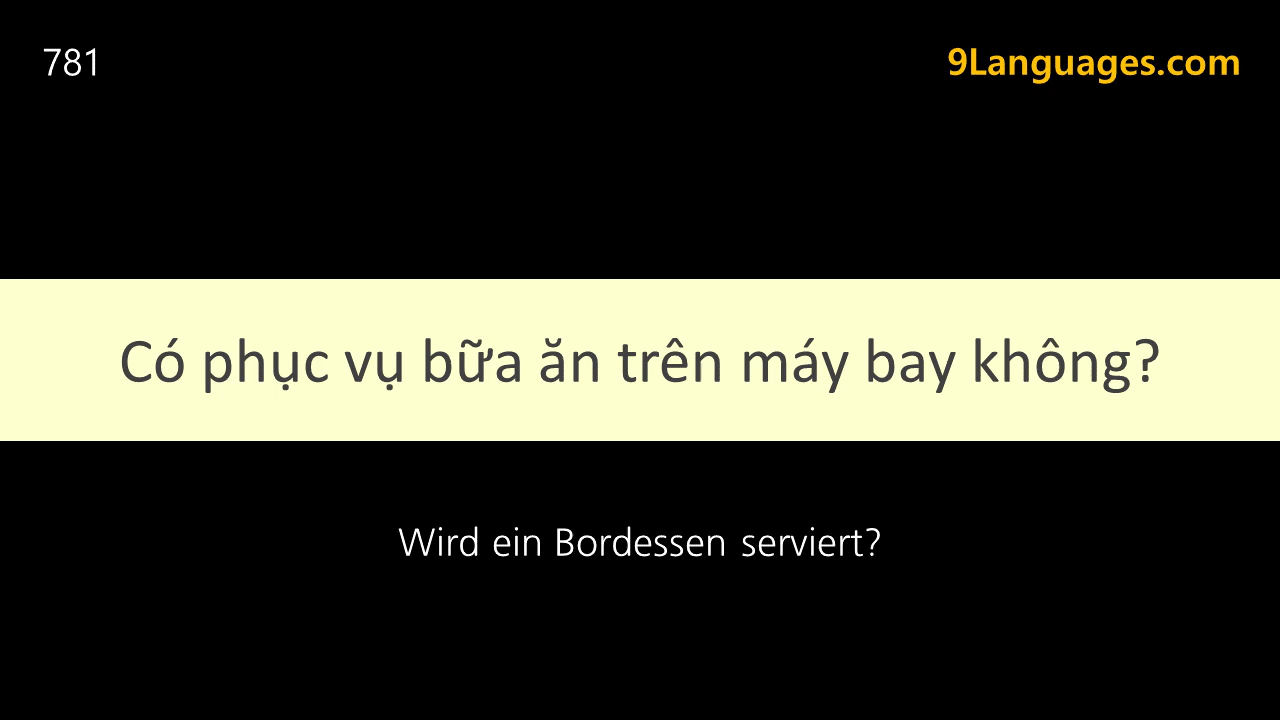 781
9Languages.com
Có phục vụ bữa ăn trên máy bay không?
Wird ein Bordessen serviert?